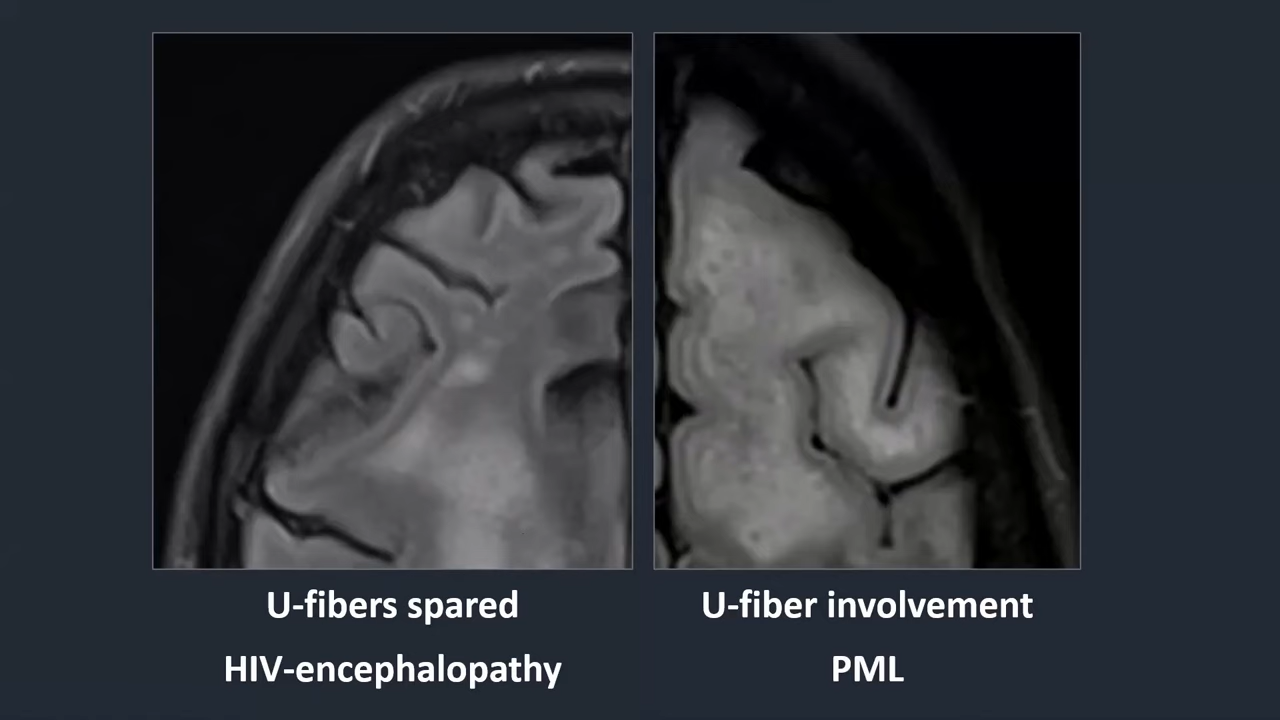 U-fibers spared
U-fiber involvement
HIV-encephalopathy
PML